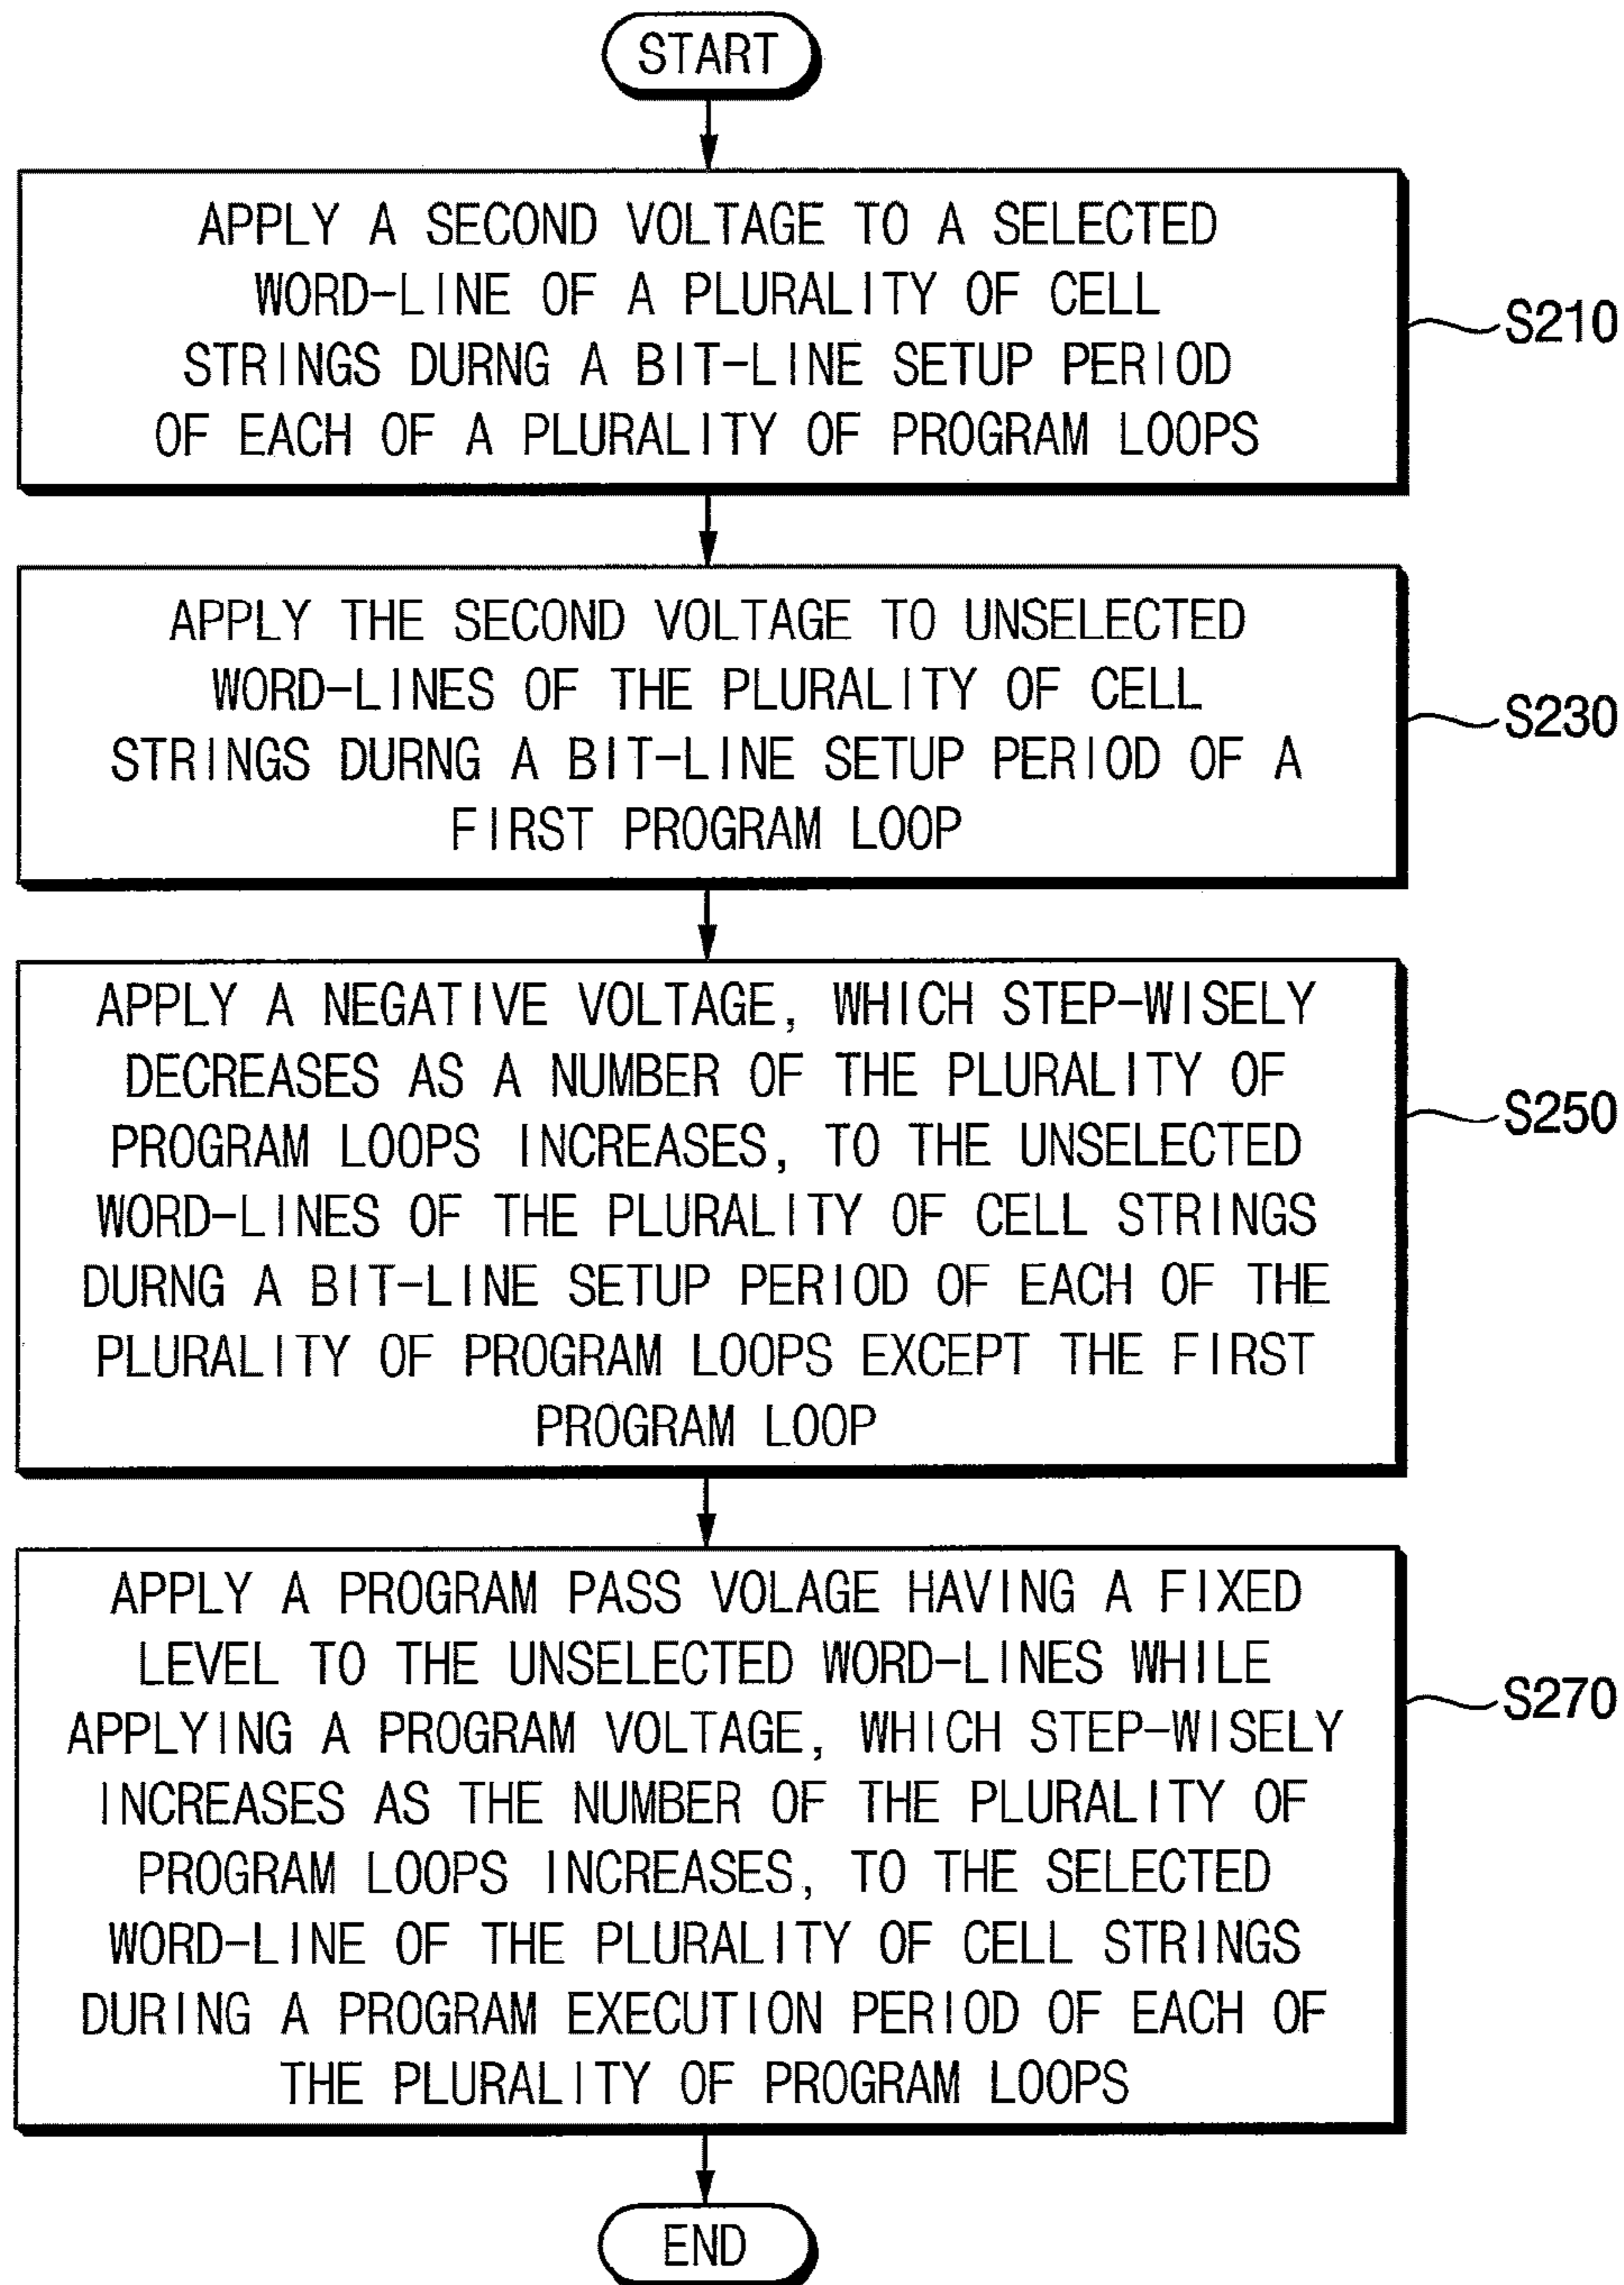 START
APPLY A SECOND VOLTAGE TO A SELECTED
WORD-LINE OF A PLURALITY OF CELL
STRINGS DURNG A BIT-LINE SETUP PERIOD
OF EACH OF A PLURALITY OF PROGRAM LOOPS
S210
APPLY THE SECOND VOLTAGE TO UNSELECTED
WORD-LINES OF THE PLURALITY OF CELL
STRINGS DURNG A BIT-LINE SETUP PERIOD OF A
FIRST PROGRAM LOOP
S230
APPLY A NEGATIVE VOLTAGE, WHICH STEP-WISELY
DECREASES AS A NUMBER OF THE PLURALITY OF
PROGRAM LOOPS INCREASES, TO THE UNSELECTED
WORD-LINES OF THE PLURALITY OF CELL STRINGS
DURNG A BIT-LINE SETUP PERIOD OF EACH OF THE
PLURALITY OF PROGRAM LOOPS EXCEPT THE FIRST
PROGRAM LOOP
S250
APPLY A PROGRAM PASS VOLAGE HAVING A FIXED
LEVEL TO THE UNSELECTED WORD-LINES WHILE
APPLYING A PROGRAM VOLTAGE, WHICH STEP-WISELY
INCREASES AS THE NUMBER OF THE PLURALITY OF
PROGRAM LOOPS INCREASES, TO THE SELECTED
WORD-LINE OF THE PLURALITY OF CELL STRINGS
DURING A PROGRAM EXECUTION PERIOD OF EACH OF
THE PLURALITY OF PROGRAM LOOPS
S270
END